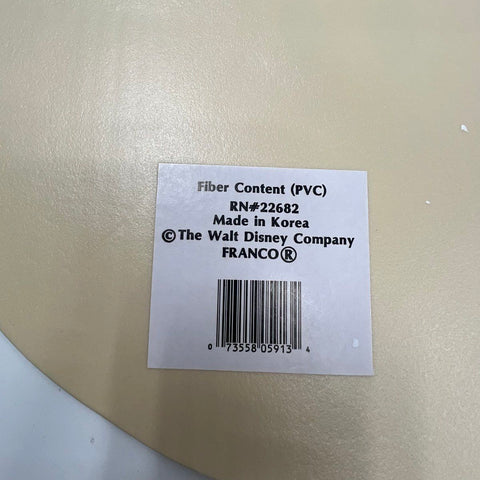 Fiber Content (PVC)
RN#22682
Made in Korea
©The Walt Disney Company
FRANCO®
0 73558 05913 4